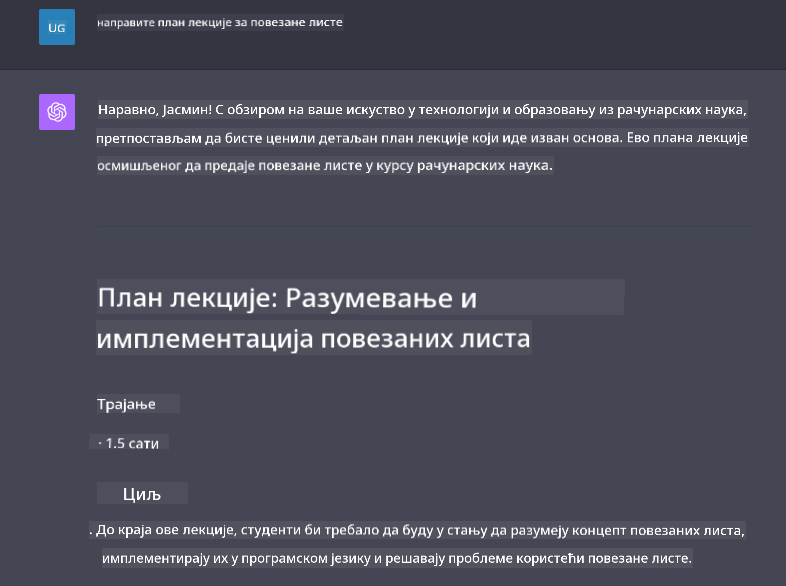 UG
направите план лекције за повезане листе
Наравно, Јасмин! С обзиром на ваше искуство у технологији и образовању из рачунарских наука,
претпостављам да бисте ценили детаљан план лекције који иде изван основа. Ево плана лекције
осмишљеног да предаје повезане листе у курсу рачунарских наука.
План лекције: Разумевање и
имплементација повезаних листа
Трајање
· 1.5 сати
Циљ
. До краја ове лекције, студенти би требало да буду у стању да разумеју концепт повезаних листа,
имплементирају их у програмском језику и решавају проблеме користећи повезане листе.